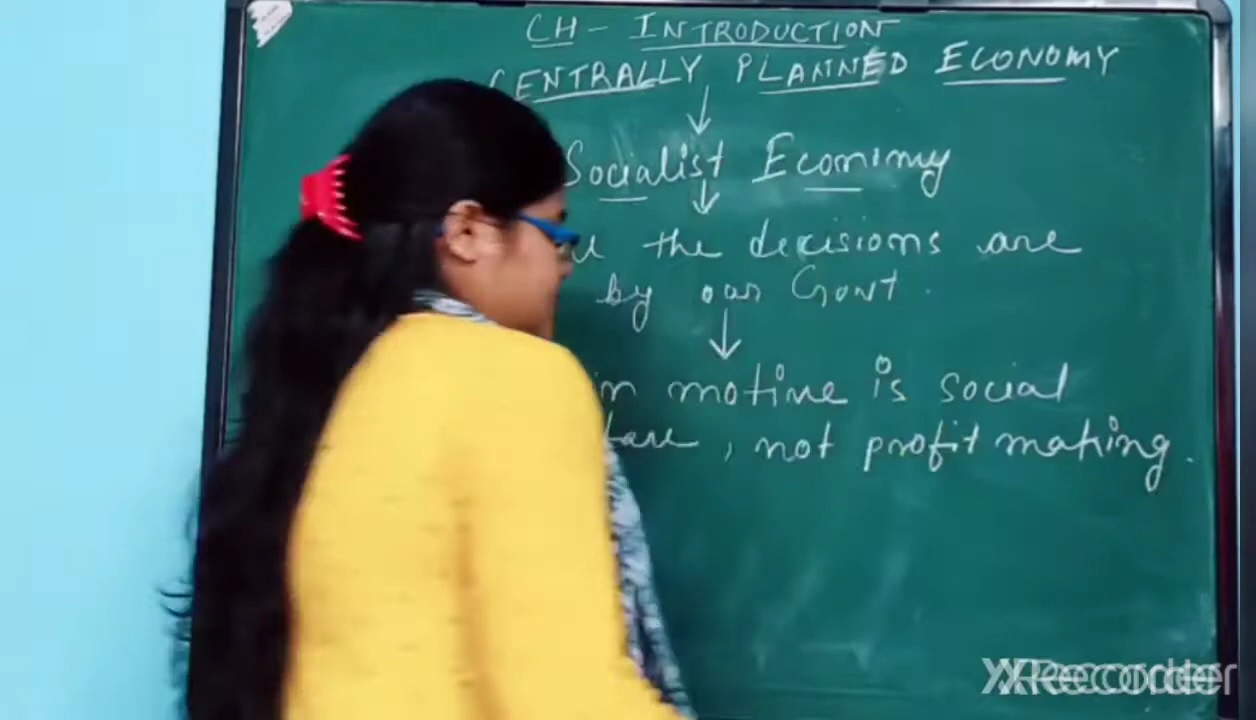 CH - INTRODUCTION
CENTRALLY PLANNED ECONOMY
Socialist Economy
the decisions are
by our Govt.
motive is social
, not profit making.
XRecorder